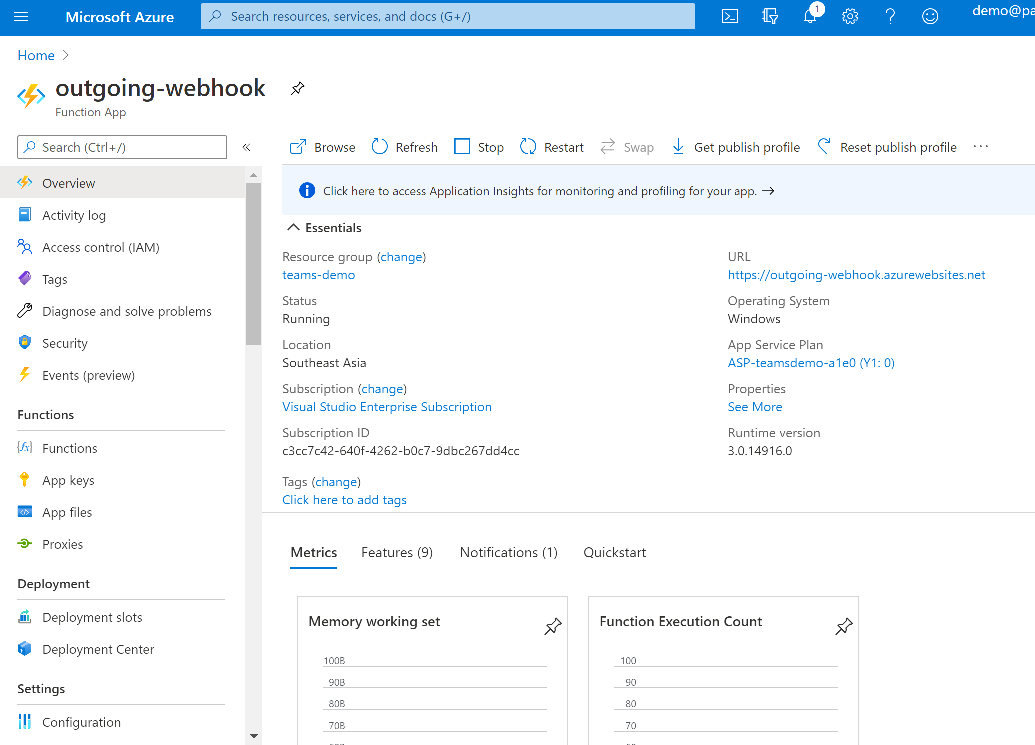 Microsoft Azure
Search resources, services, and docs (G+/)
1
demo@pa
Home
outgoing-webhook
Function App
Search (Ctrl+/)
Browse
Refresh
Stop
Restart
Swap
Get publish profile
Reset publish profile
Overview
Activity log
Access control (IAM)
Tags
Diagnose and solve problems
Security
Events (preview)
Functions
Functions
App keys
App files
Proxies
Deployment
Deployment slots
Deployment Center
Settings
Configuration
Click here to access Application Insights for monitoring and profiling for your app. →
Essentials
Resource group (change)
teams-demo
Status
Running
Location
Southeast Asia
Subscription (change)
Visual Studio Enterprise Subscription
Subscription ID
c3cc7c42-640f-4262-b0c7-9dbc267dd4cc
Tags (change)
Click here to add tags
URL
https://outgoing-webhook.azurewebsites.net
Operating System
Windows
App Service Plan
ASP-teamsdemo-a1e0 (Y1: 0)
Properties
See More
Runtime version
3.0.14916.0
Metrics
Features (9)
Notifications (1)
Quickstart
Memory working set
100B
90B
80B
70B
Function Execution Count
100
90
80
70